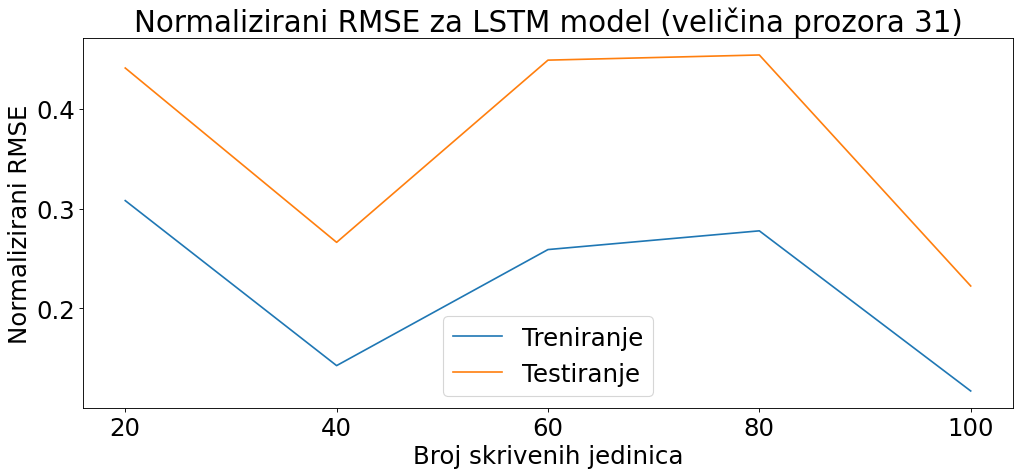 Normalizirani RMSE za LSTM model (veličina prozora 31)
Normalizirani RMSE
0.4
0.3
0.2
Treniranje
Testiranje
20 40 60 80 100
Broj skrivenih jedinica